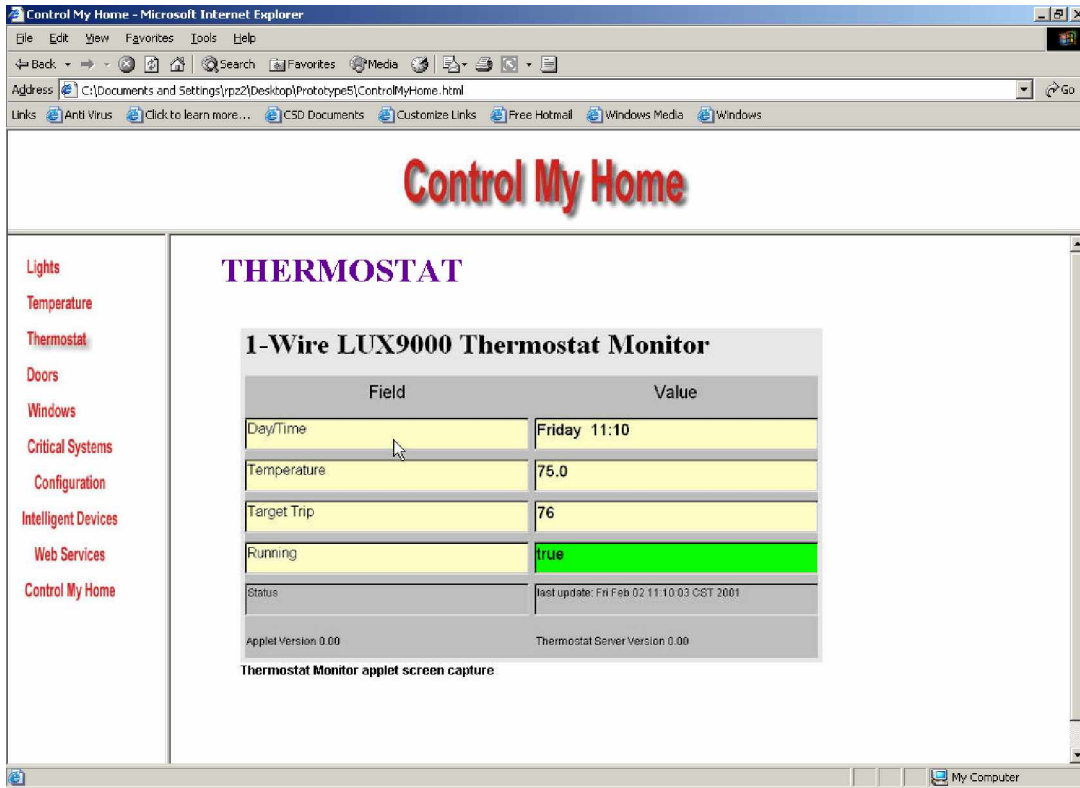 Control My Home - Microsoft Internet Explorer
File Edit View Favorites Tools Help
Back Search Favorites Media
Address C:\Documents and Settings\rpz2\Desktop\Prototype5\ControlMyHome.html Go
Links Anti Virus Click to learn more... CSD Documents Customize Links Free Hotmail Windows Media Windows
Control My Home
Lights
Temperature
Thermostat
Doors
Windows
Critical Systems
Configuration
Intelligent Devices
Web Services
Control My Home
THERMOSTAT
1-Wire LUX9000 Thermostat Monitor
Field Value
Day/Time Friday 11:10
Temperature 75.0
Target Trip 76
Running true
Status last update: Fri Feb 02 11:10:03 CST 2001
Applet Version 0.00 Thermostat Server Version 0.00
Thermostat Monitor applet screen capture
My Computer